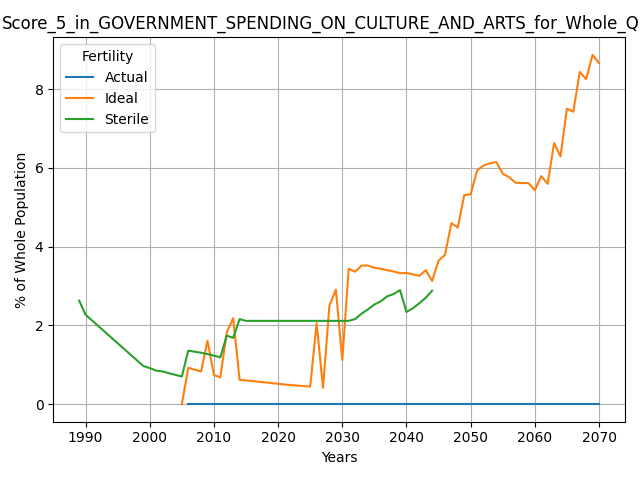 Score_5_in_GOVERNMENT_SPENDING_ON_CULTURE_AND_ARTS_for_Whole_Q
Fertility
Actual
Ideal
Sterile
% of Whole Population
8
6
4
2
0
1990 2000 2010 2020 2030 2040 2050 2060 2070
Years